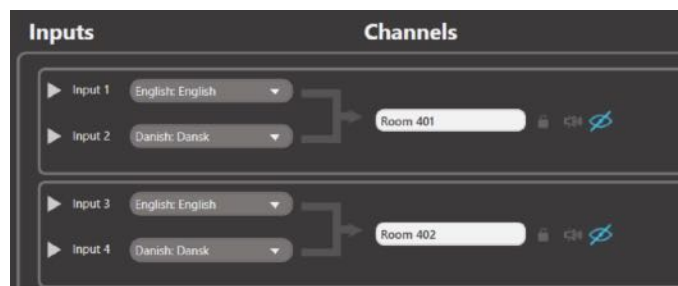 Inputs Channels
Input 1 English: English
Room 401
Input 2 Danish: Dansk
Input 3 English: English
Room 402
Input 4 Danish: Dansk